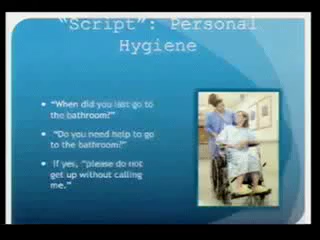 "Script": Personal
Hygiene
• "When did you last go to
the bathroom?"
• "Do you need help to go
to the bathroom?"
• If yes, "please do not
get up without calling
me."